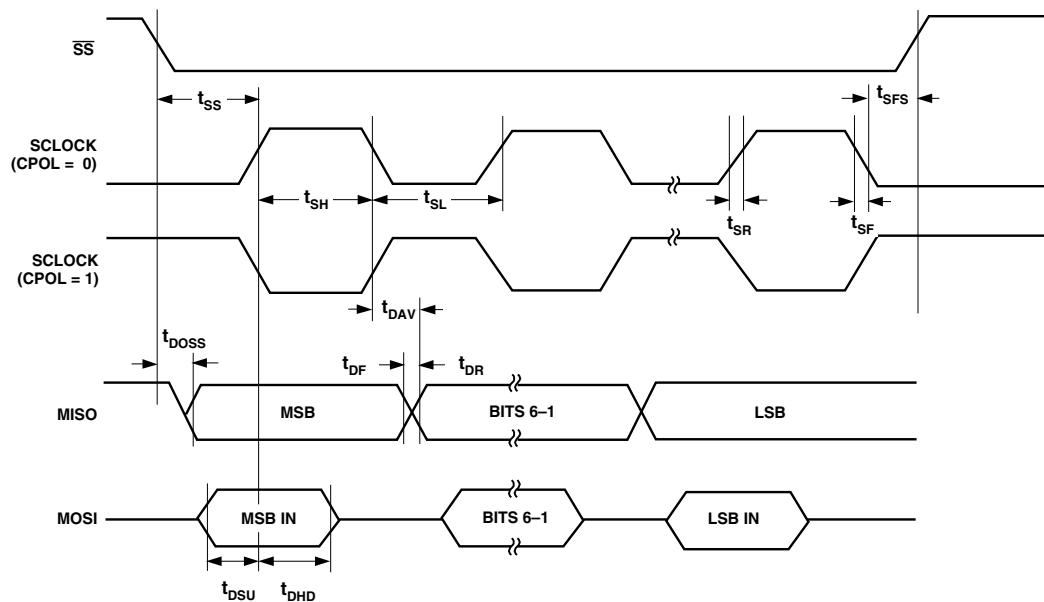 SS
tSS
tSFS
SCLOCK
(CPOL = 0)
tSH
tSL
tSR
tSF
SCLOCK
(CPOL = 1)
tDAV
tDOSS
tDF
tDR
MISO
MSB
BITS 6–1
LSB
MOSI
MSB IN
BITS 6–1
LSB IN
tDSU
tDHD